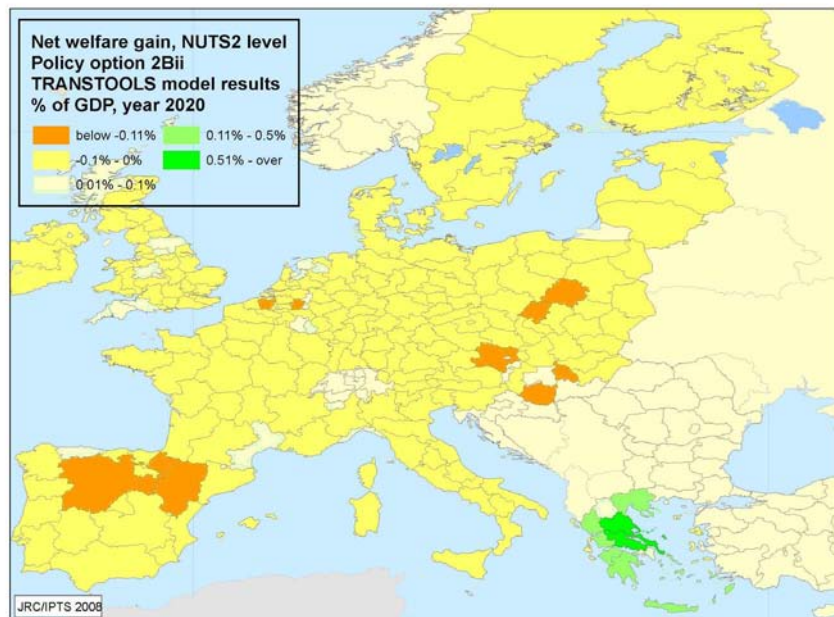 Net welfare gain, NUTS2 level
Policy option 2Bii
TRANSTOOLS model results
% of GDP, year 2020
below -0.11%
0.11% - 0.5%
-0.1% - 0%
0.51% - over
0.01% - 0.1%
JRC/IPTS 2008